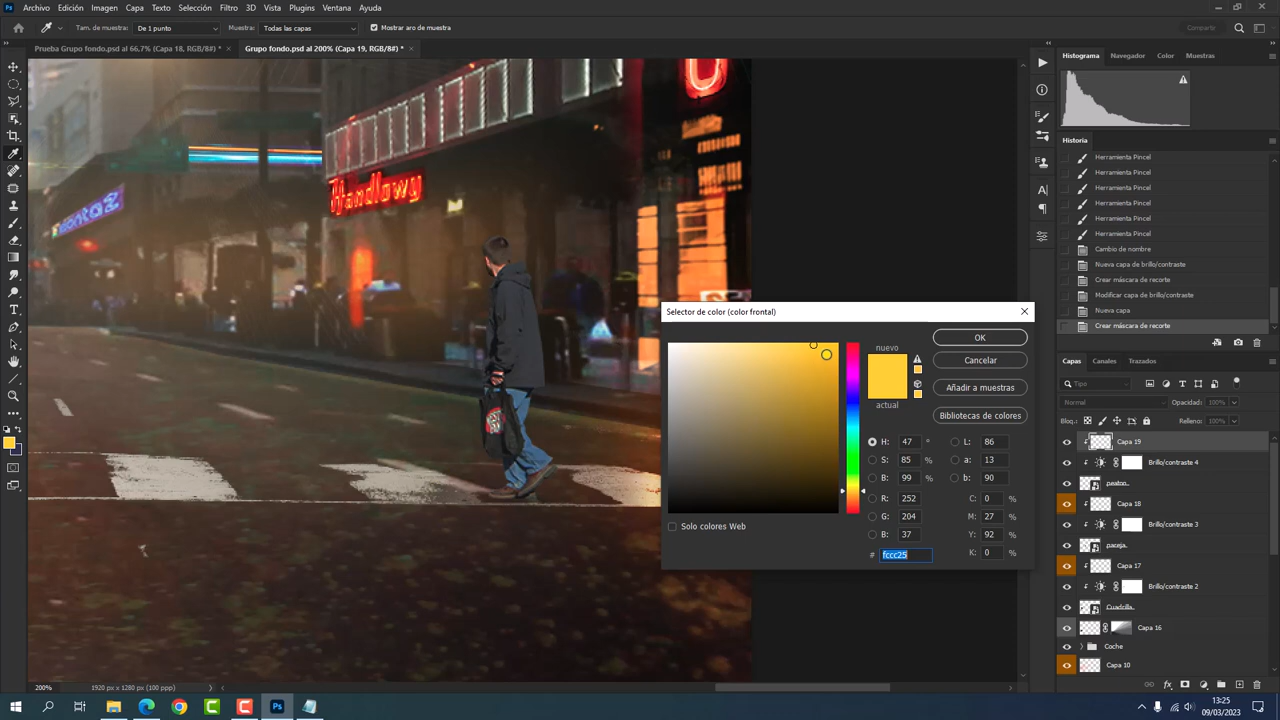 Archivo Edición Imagen Capa Texto Selección Filtro 3D Vista Plugins Ventana Ayuda
Tam. de muestra: De 1 punto Muestra: Todas las capas Mostrar aro de muestra Compartir
Prueba Grupo fondo.psd al 66.7% (Capa 18, RGB/8#) * × Grupo fondo.psd al 200% (Capa 19, RGB/8#) * ×
Histograma Navegador Color Muestras
Historia
Herramienta Pincel
Herramienta Pincel
Herramienta Pincel
Herramienta Pincel
Herramienta Pincel
Herramienta Pincel
Cambio de nombre
Nueva capa de brillo/contraste
Crear máscara de recorte
Modificar capa de brillo/contraste
Nueva capa
Crear máscara de recorte
Handlowy
Selector de color (color frontal)
nuevo
actual
OK
Cancelar
Añadir a muestras
Bibliotecas de colores
H: 47 ° L: 86
S: 85 % a: 13
B: 99 % b: 90
R: 252 C: 0 %
G: 204 M: 27 %
B: 37 Y: 92 %
# fccc25 K: 0 %
Solo colores Web
Capas Canales Trazados
Tipo
Normal Opacidad: 100%
Bloq.: Relleno: 100%
Capa 19
Brillo/contraste 4
peaton
Capa 18
Brillo/contraste 3
pareja
Capa 17
Brillo/contraste 2
Cuadrilla
Capa 16
Coche
Capa 10
200% 1920 px x 1280 px (100 ppp)
13:25
09/03/2023